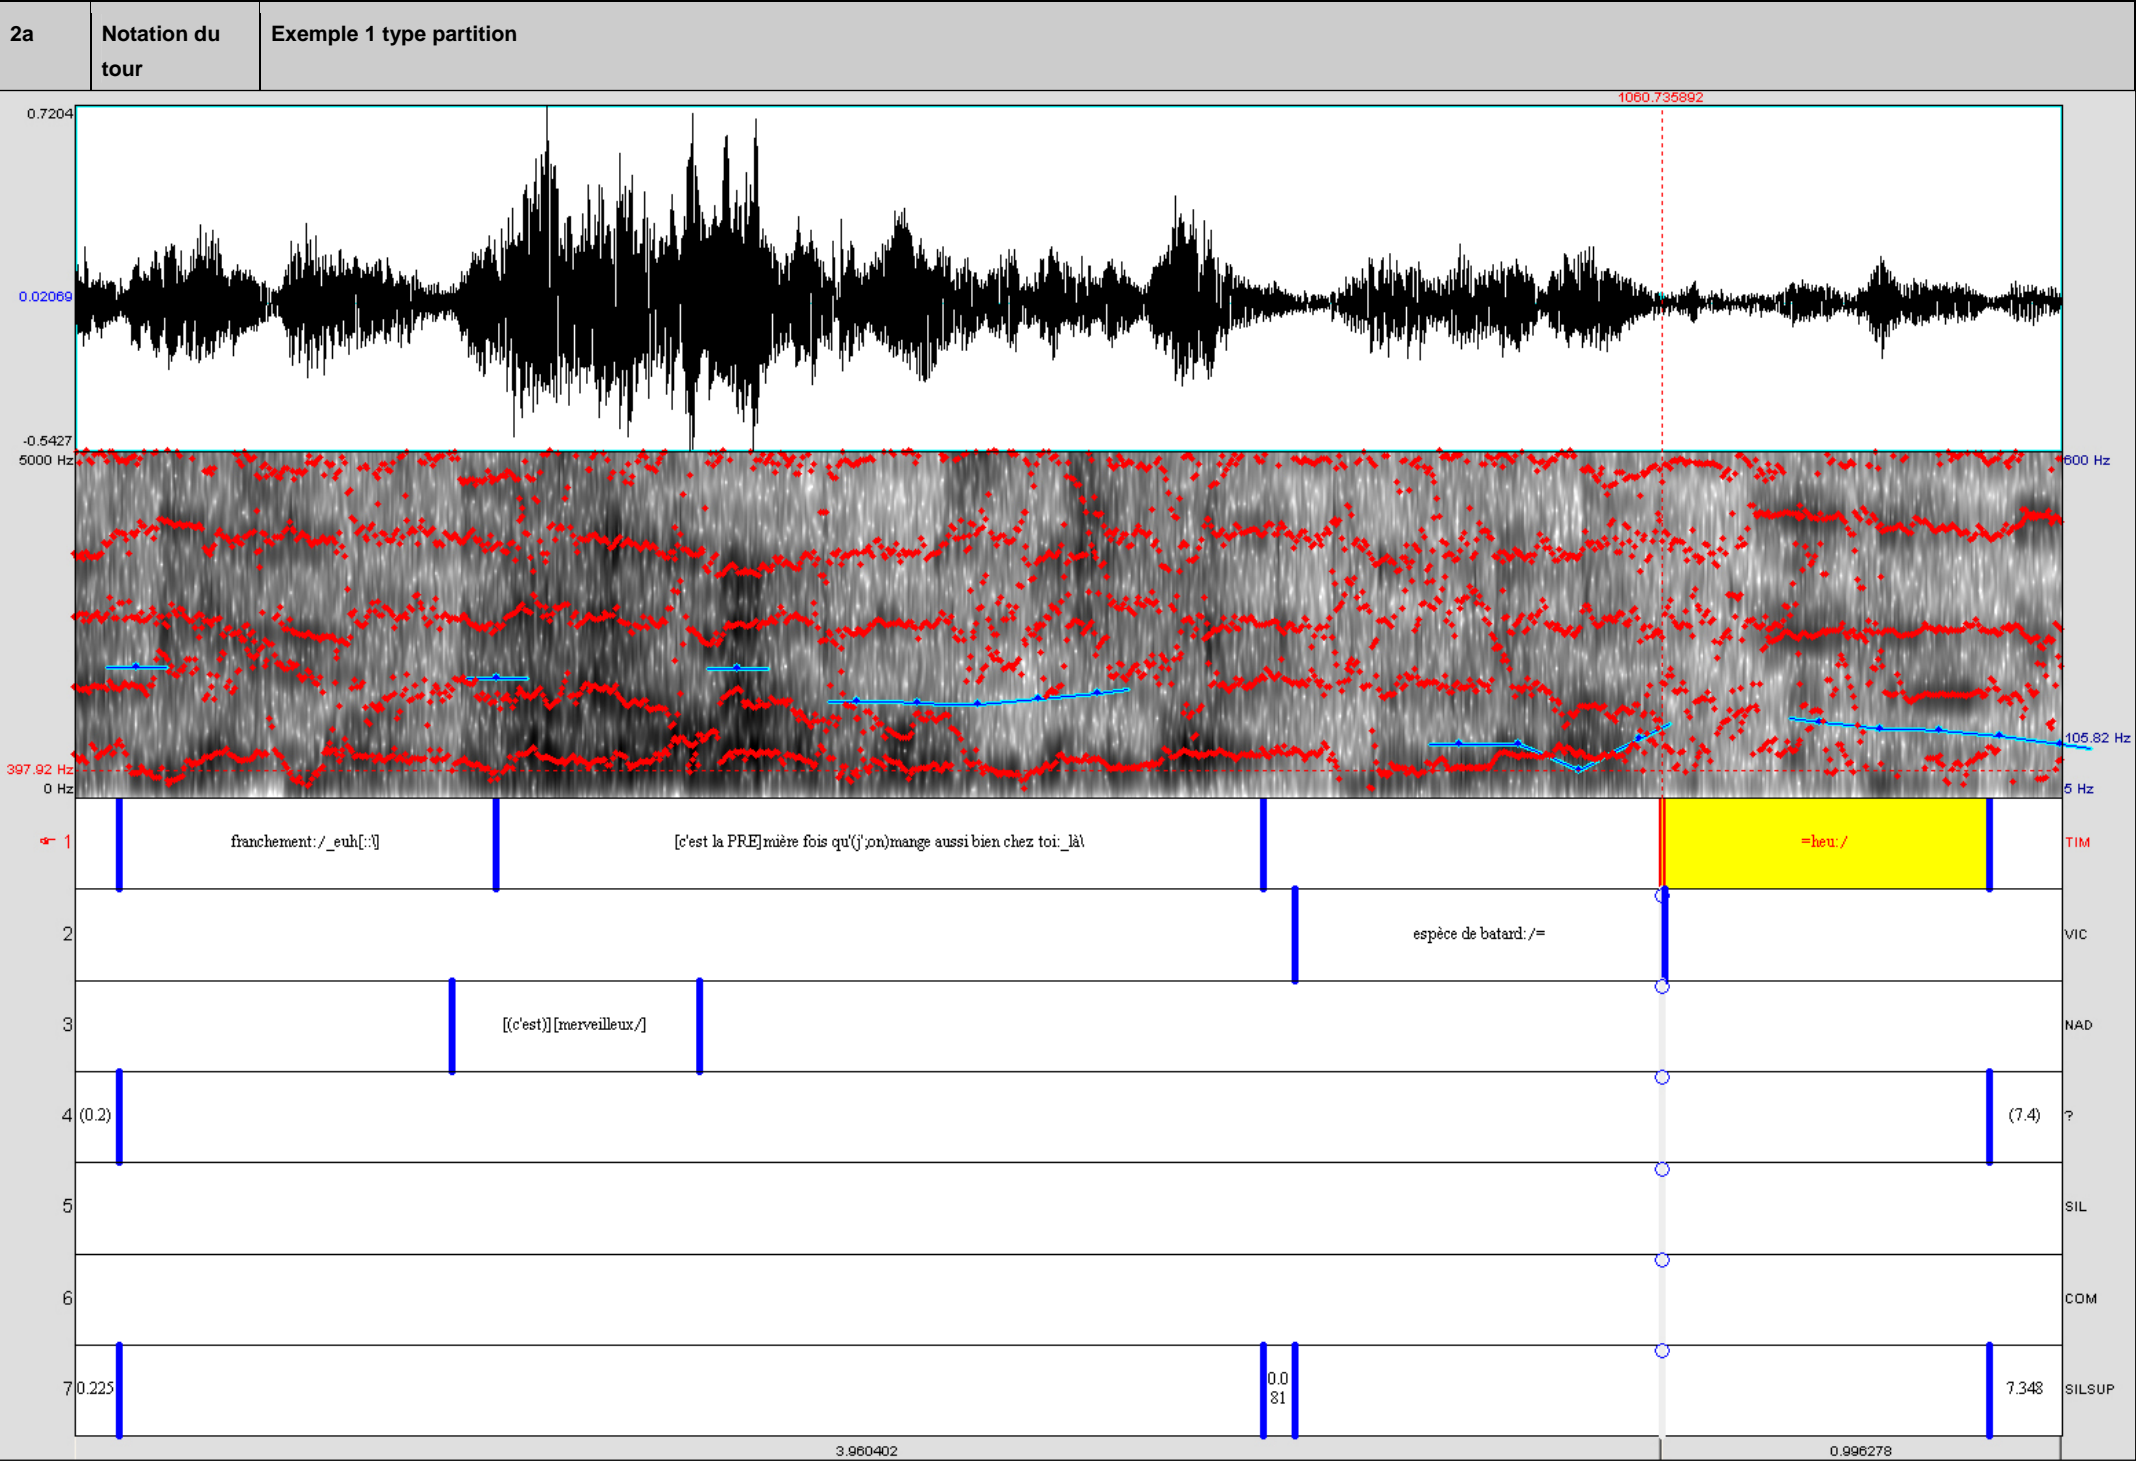 2a
Notation du
tour
Exemple 1 type partition
1060.735892
0.7204
0.02069
-0.5427
5000 Hz
600 Hz
105.82 Hz
397.92 Hz
0 Hz
5 Hz
1 franchement:/_euh[::\] [c'est la PRE]mière fois qu'(j';on)mange aussi bien chez toi:_là\ =heu:/ TIM
2 espèce de batard:/= VIC
3 [(c'est)][merveilleux/] NAD
4 (0.2) (7.4) ?
5 SIL
6 COM
7 0.225 0.0
81 7.348 SILSUP
3.960402 0.996278